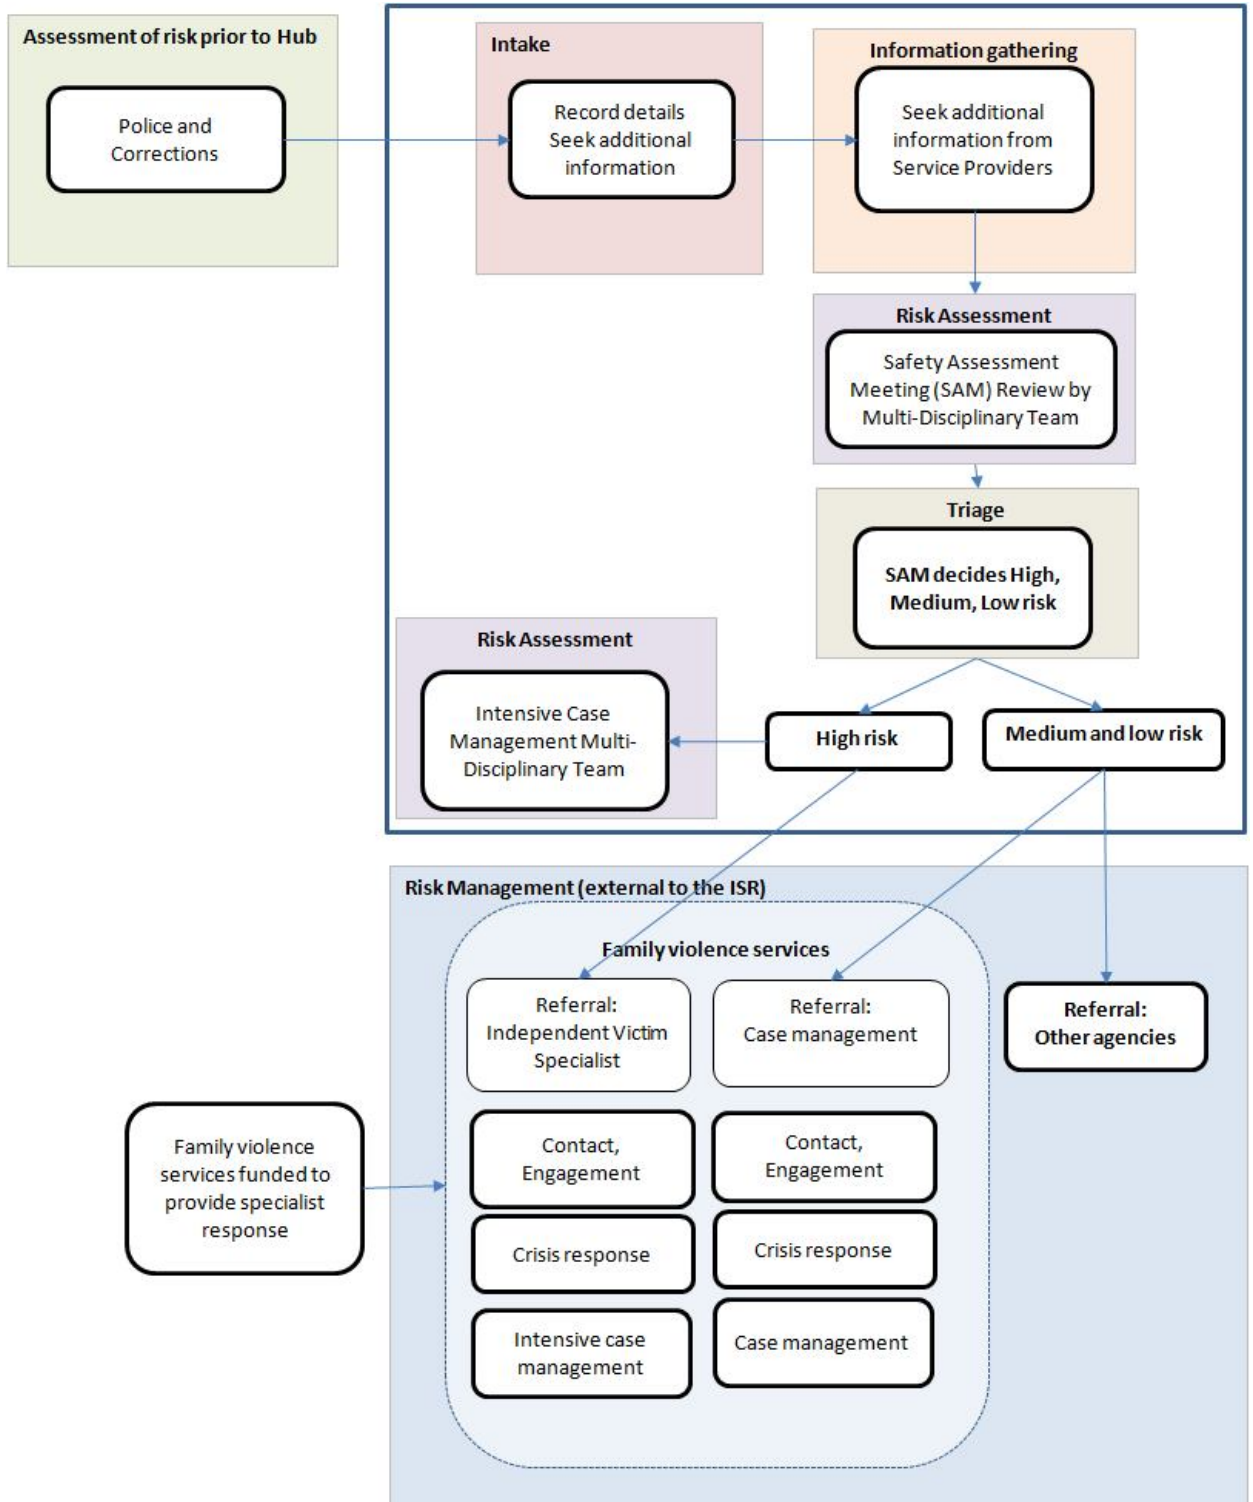 Assessment of risk prior to Hub
Police and
Corrections
Intake
Record details
Seek additional
information
Information gathering
Seek additional
information from
Service Providers
Risk Assessment
Safety Assessment
Meeting (SAM) Review by
Multi-Disciplinary Team
Triage
SAM decides High,
Medium, Low risk
High risk
Medium and low risk
Risk Assessment
Intensive Case
Management Multi-
Disciplinary Team
Risk Management (external to the ISR)
Family violence services
Referral:
Independent Victim
Specialist
Referral:
Case management
Referral:
Other agencies
Family violence
services funded to
provide specialist
response
Contact,
Engagement
Contact,
Engagement
Crisis response
Crisis response
Intensive case
management
Case management